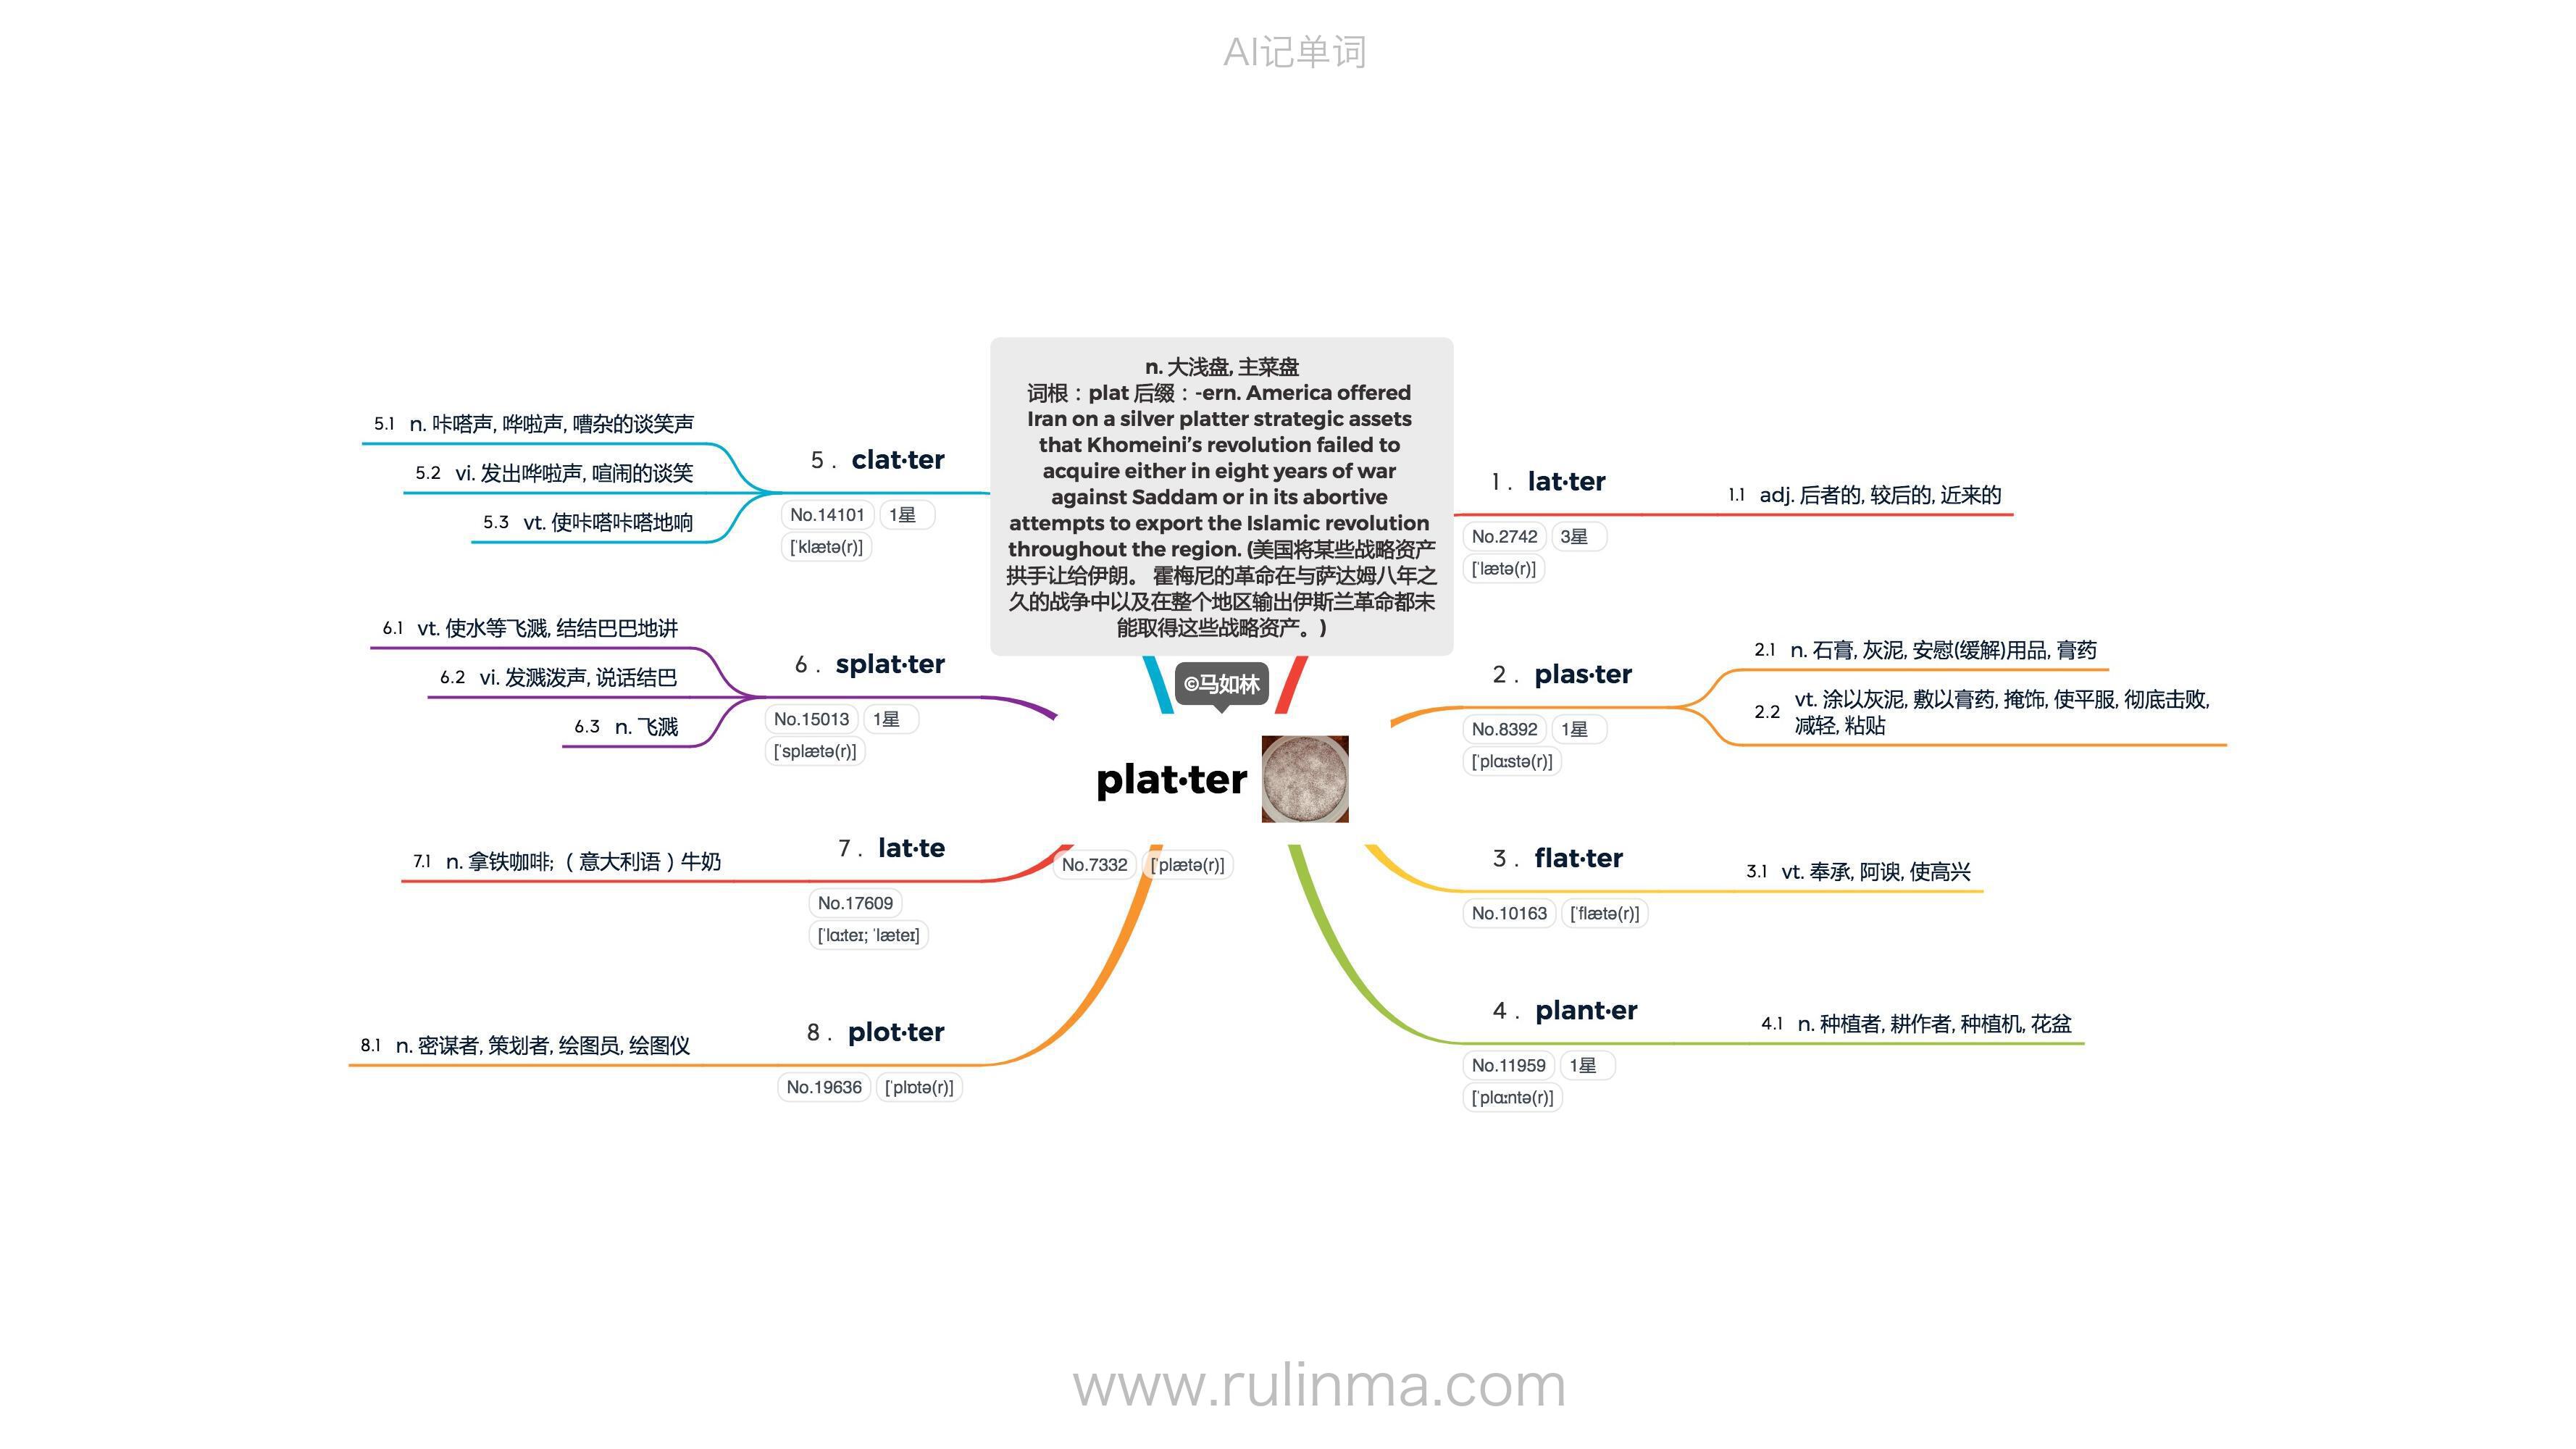 AI记单词
n. 大浅盘, 主菜盘
词根：plat 后缀：-ern. America offered
Iran on a silver platter strategic assets
that Khomeini’s revolution failed to
acquire either in eight years of war
against Saddam or in its abortive
attempts to export the Islamic revolution
throughout the region. (美国将某些战略资产
拱手让给伊朗。 霍梅尼的革命在与萨达姆八年之
久的战争中以及在整个地区输出伊斯兰革命都未
能取得这些战略资产。)
©马如林
plat·ter
No.7332 [ˈplætə(r)]
1 . lat·ter
No.2742 3星
[ˈlætə(r)]
1.1 adj. 后者的, 较后的, 近来的
2 . plas·ter
No.8392 1星
[ˈplɑːstə(r)]
2.1 n. 石膏, 灰泥, 安慰(缓解)用品, 膏药
2.2 vt. 涂以灰泥, 敷以膏药, 掩饰, 使平服, 彻底击败,
减轻, 粘贴
3 . flat·ter
No.10163 [ˈflætə(r)]
3.1 vt. 奉承, 阿谀, 使高兴
4 . plant·er
No.11959 1星
[ˈplɑːntə(r)]
4.1 n. 种植者, 耕作者, 种植机, 花盆
5 . clat·ter
No.14101 1星
[ˈklætə(r)]
5.1 n. 咔嗒声, 哗啦声, 嘈杂的谈笑声
5.2 vi. 发出哗啦声, 喧闹的谈笑
5.3 vt. 使咔嗒咔嗒地响
6 . splat·ter
No.15013 1星
[ˈsplætə(r)]
6.1 vt. 使水等飞溅, 结结巴巴地讲
6.2 vi. 发溅泼声, 说话结巴
6.3 n. 飞溅
7 . lat·te
No.17609
[ˈlɑːteɪ; ˈlæteɪ]
7.1 n. 拿铁咖啡;（意大利语）牛奶
8 . plot·ter
No.19636 [ˈplɒtə(r)]
8.1 n. 密谋者, 策划者, 绘图员, 绘图仪
www.rulinma.com